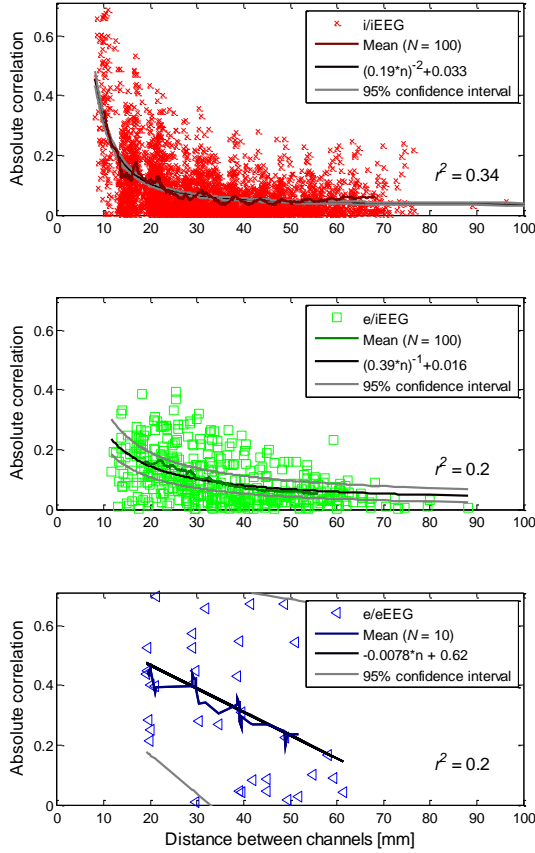 Absolute correlation
0.6
0.4
0.2
0
i/iEEG
Mean (N = 100)
(0.19*n)⁻²+0.033
95% confidence interval
r² = 0.34
0 10 20 30 40 50 60 70 80 90 100
Absolute correlation
0.6
0.4
0.2
0
e/iEEG
Mean (N = 100)
(0.39*n)⁻¹+0.016
95% confidence interval
r² = 0.2
0 10 20 30 40 50 60 70 80 90 100
Absolute correlation
0.6
0.4
0.2
0
e/eEEG
Mean (N = 10)
-0.0078*n + 0.62
95% confidence interval
r² = 0.2
0 10 20 30 40 50 60 70 80 90 100
Distance between channels [mm]